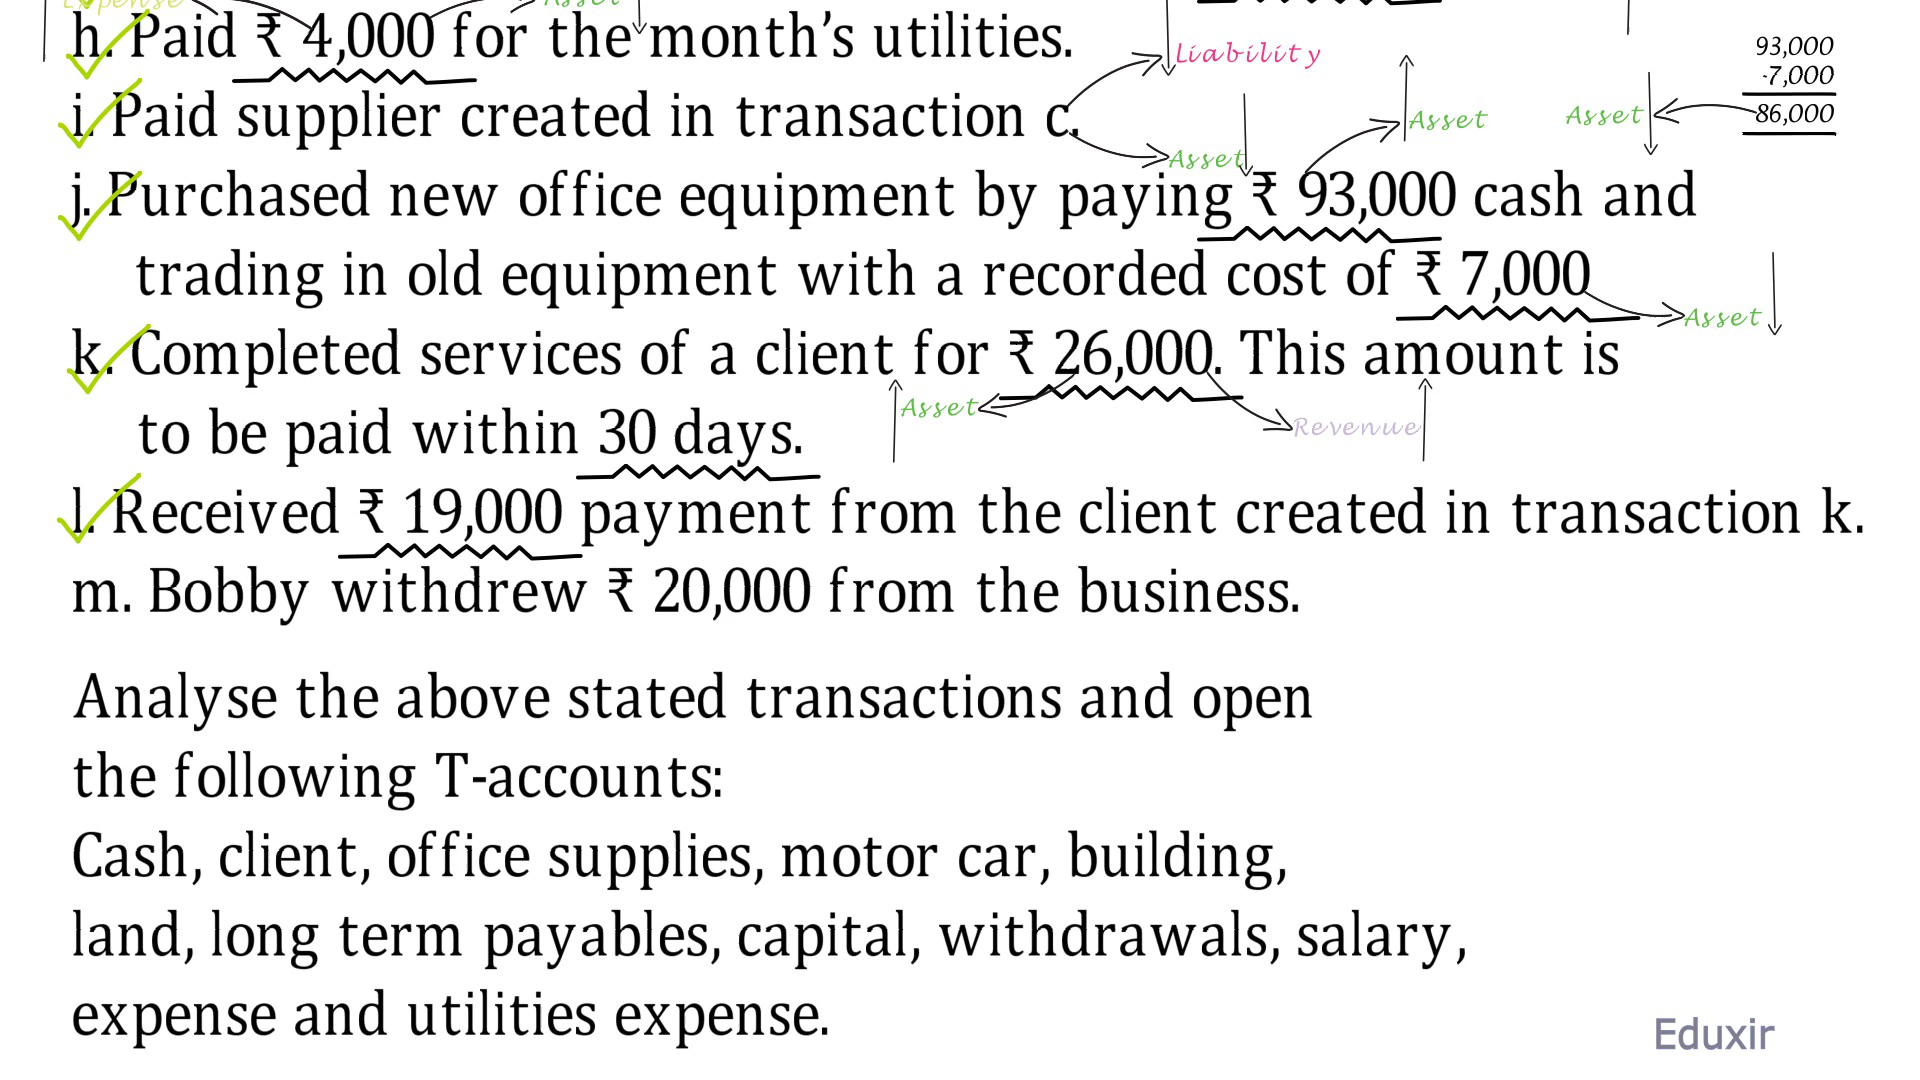 Expense Asset
h. Paid ₹ 4,000 for the month's utilities.
Liability
93,000
-7,000
86,000
i. Paid supplier created in transaction c.
Asset Asset
Asset
j. Purchased new office equipment by paying ₹ 93,000 cash and
trading in old equipment with a recorded cost of ₹ 7,000
Asset
k. Completed services of a client for ₹ 26,000. This amount is
Asset Revenue
to be paid within 30 days.
l. Received ₹ 19,000 payment from the client created in transaction k.
m. Bobby withdrew ₹ 20,000 from the business.
Analyse the above stated transactions and open
the following T-accounts:
Cash, client, office supplies, motor car, building,
land, long term payables, capital, withdrawals, salary,
expense and utilities expense.
Eduxir